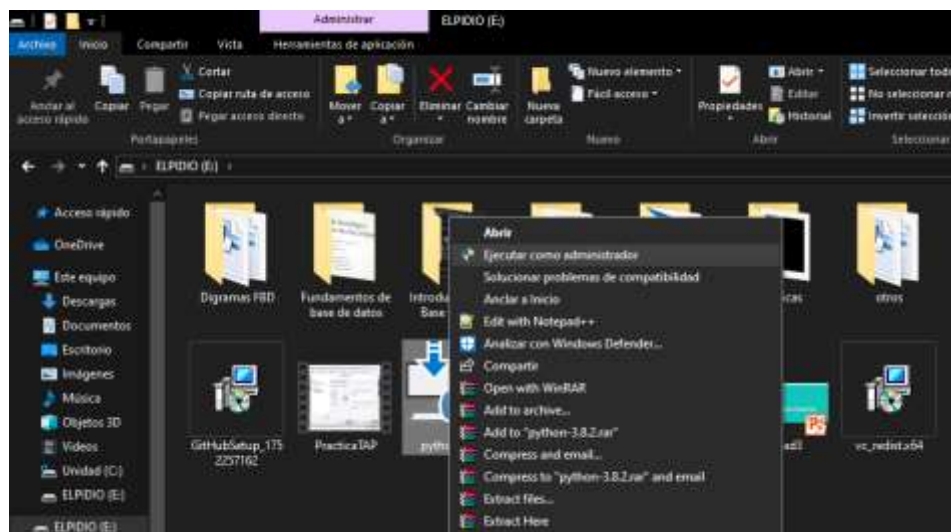 Administrar
ELPIDIO (E:)
Archivo Inicio Compartir Vista Herramientas de aplicación
Anclar al acceso rápido
Copiar
Pegar
Cortar
Copiar ruta de acceso
Pegar acceso directo
Portapapeles
Mover a
Copiar a
Eliminar
Cambiar nombre
Organizar
Nueva carpeta
Nuevo elemento
Fácil acceso
Nuevo
Propiedades
Abrir
Editar
Historial
Abrir
Seleccionar
No seleccionar
Invertir selección
Seleccionar
ELPIDIO (E:)
Acceso rápido
OneDrive
Este equipo
Descargas
Documentos
Escritorio
Imágenes
Música
Objetos 3D
Videos
Unidad (C:)
ELPIDIO (E:)
ELPIDIO (E:)
Digramas FBD
Fundamentos de
base de datos
Introdu
Base
icas
otros
GitHubSetup_175
2257162
PracticaTAP
pytho
ad1
vc_redist.x64
Abrir
Ejecutar como administrador
Solucionar problemas de compatibilidad
Anclar a Inicio
Edit with Notepad++
Analizar con Windows Defender...
Compartir
Open with WinRAR
Add to archive...
Add to "python-3.8.2.rar"
Compress and email...
Compress to "python-3.8.2.rar" and email
Extract files...
Extract Here